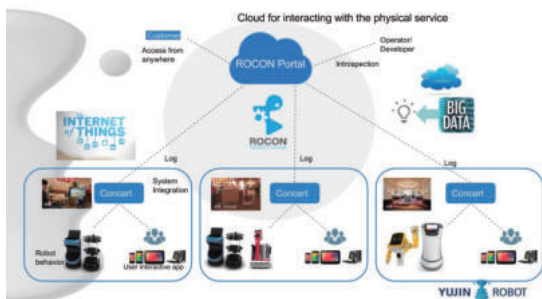 Cloud for interacting with the physical service
Customer
Access from
anywhere
ROCON Portal
Operator/
Developer
Introspection
INTERNET
of THINGS
ROCON
BIG
DATA
Log
Log
Log
Concert
System
Integration
Concert
Concert
Robot
behavior
User interactive app
YUJIN ROBOT